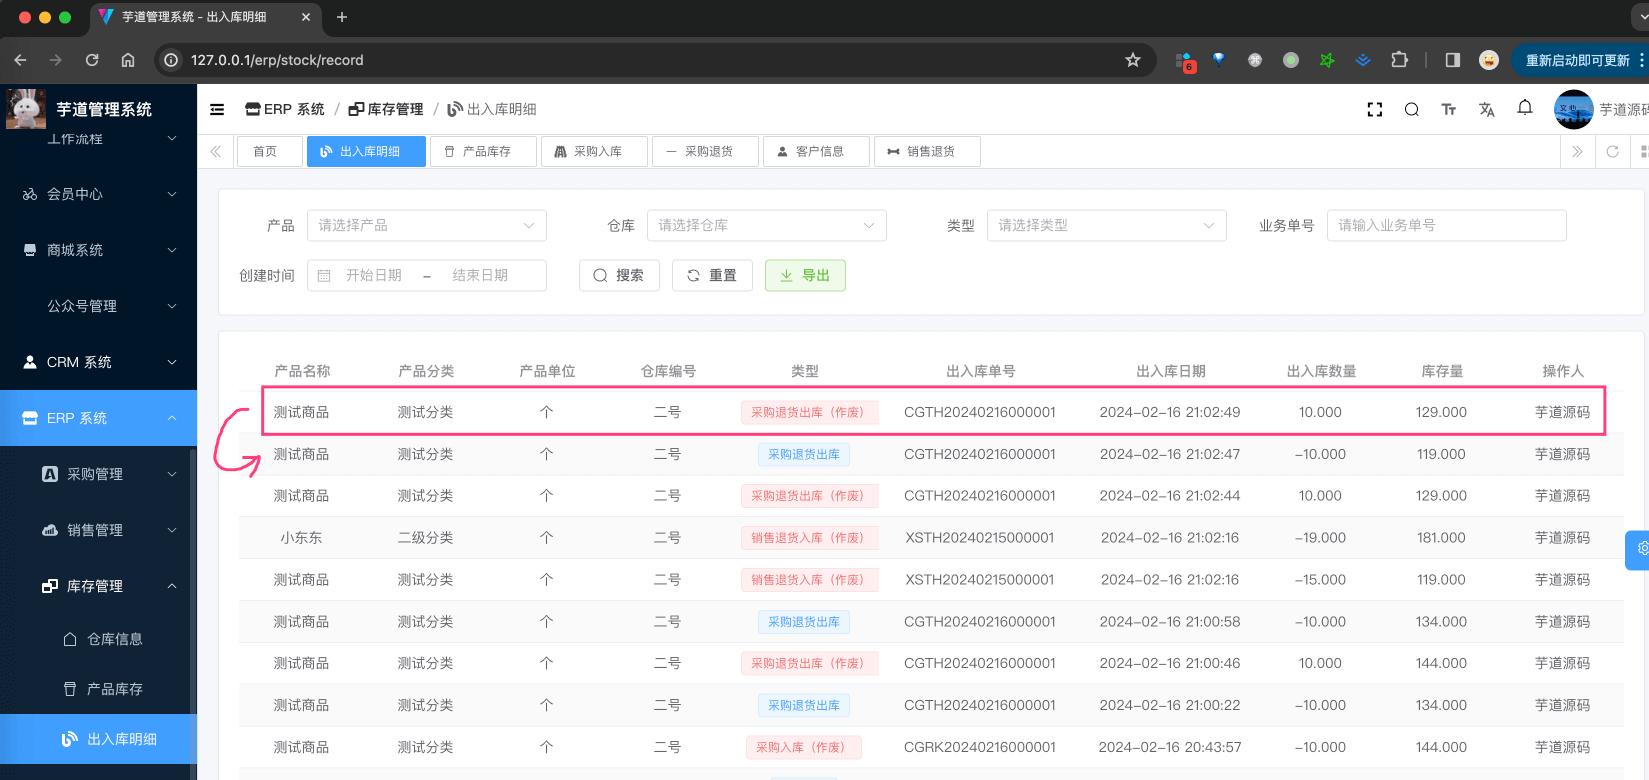 芋道管理系统 - 出入库明细
127.0.0.1/erp/stock/record
6
重新启动即可更新
芋道管理系统
ERP 系统 / 库存管理 / 出入库明细
芋道源码
工作流程
首页 出入库明细 产品库存 采购入库 采购退货 客户信息 销售退货
会员中心
商城系统
公众号管理
CRM 系统
ERP 系统
采购管理
销售管理
库存管理
仓库信息
产品库存
出入库明细
产品 请选择产品 仓库 请选择仓库 类型 请选择类型 业务单号 请输入业务单号
创建时间 开始日期 - 结束日期 搜索 重置 导出
产品名称 产品分类 产品单位 仓库编号 类型 出入库单号 出入库日期 出入库数量 库存量 操作人
测试商品 测试分类 个 二号 采购退货出库（作废） CGTH20240216000001 2024-02-16 21:02:49 10.000 129.000 芋道源码
测试商品 测试分类 个 二号 采购退货出库 CGTH20240216000001 2024-02-16 21:02:47 -10.000 119.000 芋道源码
测试商品 测试分类 个 二号 采购退货出库（作废） CGTH20240216000001 2024-02-16 21:02:44 10.000 129.000 芋道源码
小东东 二级分类 个 二号 销售退货入库（作废） XSTH20240215000001 2024-02-16 21:02:16 -19.000 181.000 芋道源码
测试商品 测试分类 个 二号 销售退货入库（作废） XSTH20240215000001 2024-02-16 21:02:16 -15.000 119.000 芋道源码
测试商品 测试分类 个 二号 采购退货出库 CGTH20240216000001 2024-02-16 21:00:58 -10.000 134.000 芋道源码
测试商品 测试分类 个 二号 采购退货出库（作废） CGTH20240216000001 2024-02-16 21:00:46 10.000 144.000 芋道源码
测试商品 测试分类 个 二号 采购退货出库 CGTH20240216000001 2024-02-16 21:00:22 -10.000 134.000 芋道源码
测试商品 测试分类 个 二号 采购入库（作废） CGRK20240216000001 2024-02-16 20:43:57 -10.000 144.000 芋道源码